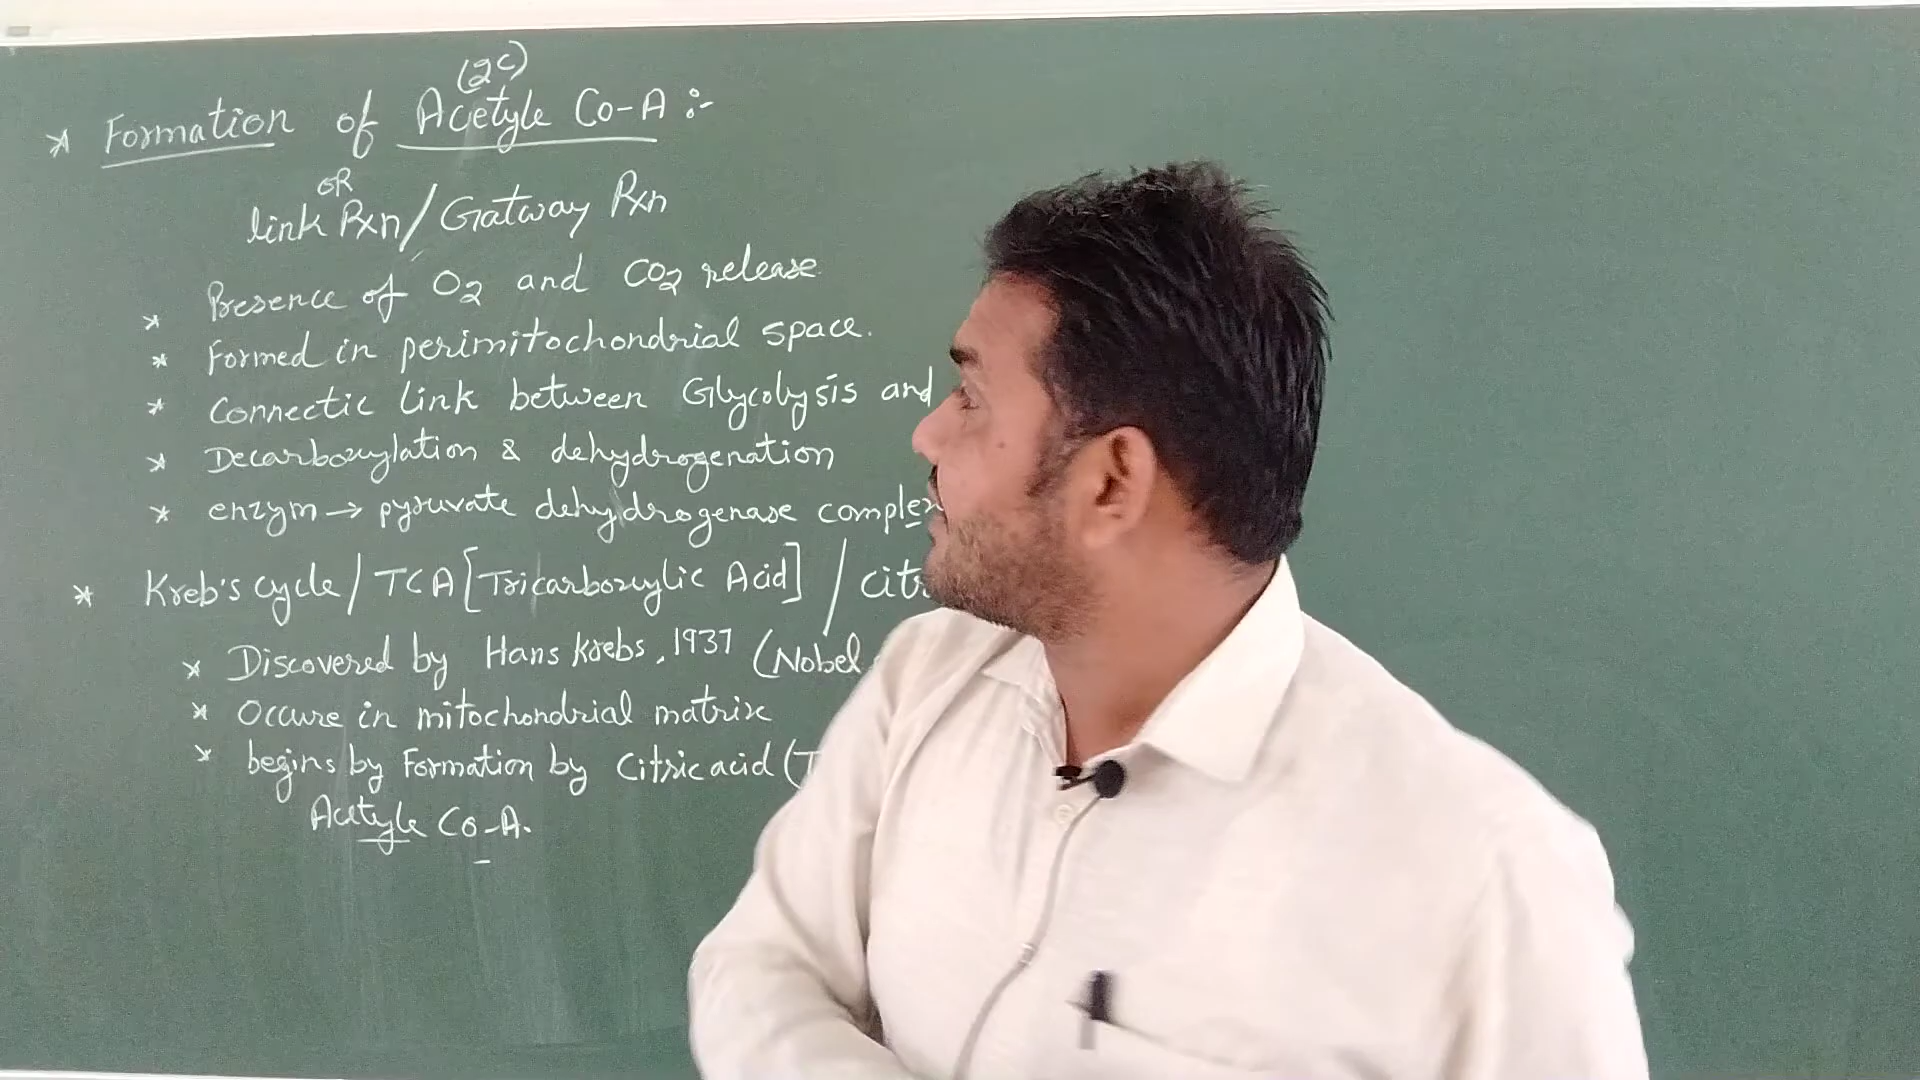 (2C)
* Formation of Acetyle Co-A :-
OR
link Rxn/Gatway Rxn
* Presence of O2 and CO2 release.
* Formed in perimitochondrial space.
* Connectic link between Glycolysis and
* Decarboxylation & dehydrogenation
* enzym → pyruvate dehydrogenase complex
* Kreb's cycle/TCA[Tricarboxylic Acid] /
* Discovered by Hans Krebs, 1937 (Nobel
* Occure in mitochondrial matrix
* begins by Formation by Citric acid (T
Acetyle Co-A.